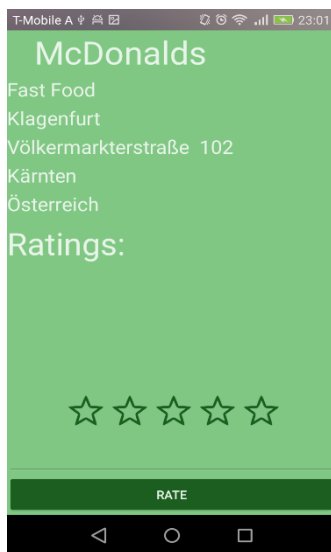 T-Mobile A 23:01
McDonalds
Fast Food
Klagenfurt
Völkermarkterstraße 102
Kärnten
Österreich
Ratings:
RATE